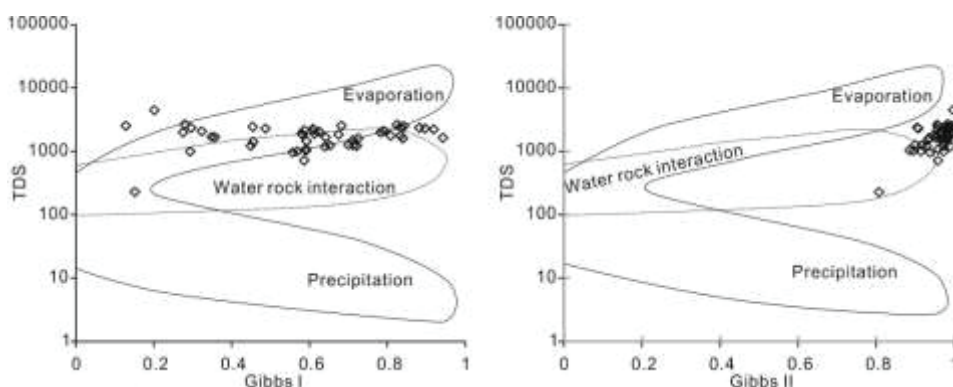 100000
10000
1000
100
10
1
TDS
Evaporation
Water rock interaction
Precipitation
0 0.2 0.4 0.6 0.8 1
Gibbs I
100000
10000
1000
100
10
1
TDS
Evaporation
Water rock interaction
Precipitation
0 0.2 0.4 0.6 0.8 1
Gibbs II